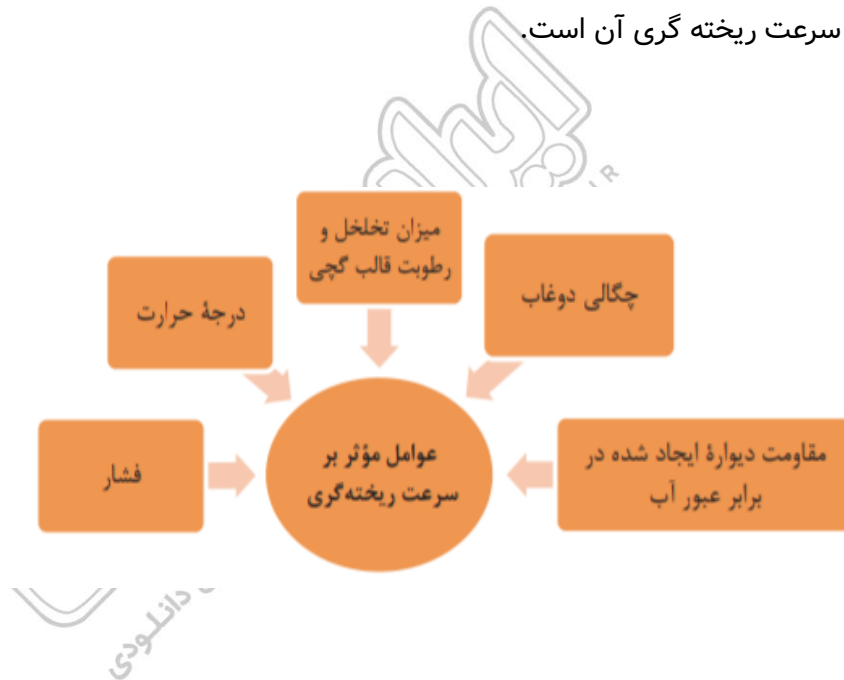 سرعت ریخته گری آن است.
میزان تخلخل و
رطوبت قالب گچی
چگالی دوغاب
درجهٔ حرارت
مقاومت دیوارهٔ ایجاد شده در
برابر عبور آب
عوامل مؤثر بر
سرعت ریخته‌گری
فشار
دانلودی